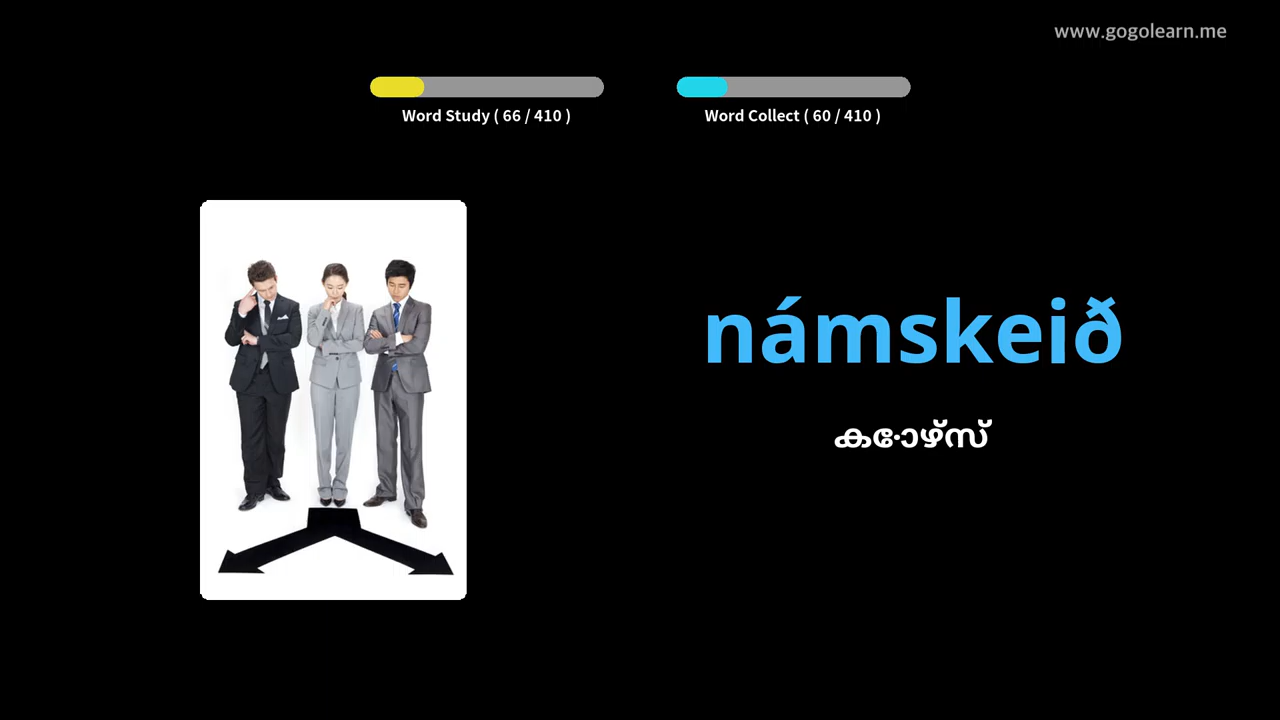 www.gogolearn.me
Word Study ( 66 / 410 )
Word Collect ( 60 / 410 )
námskeið
കോഴ്സ്